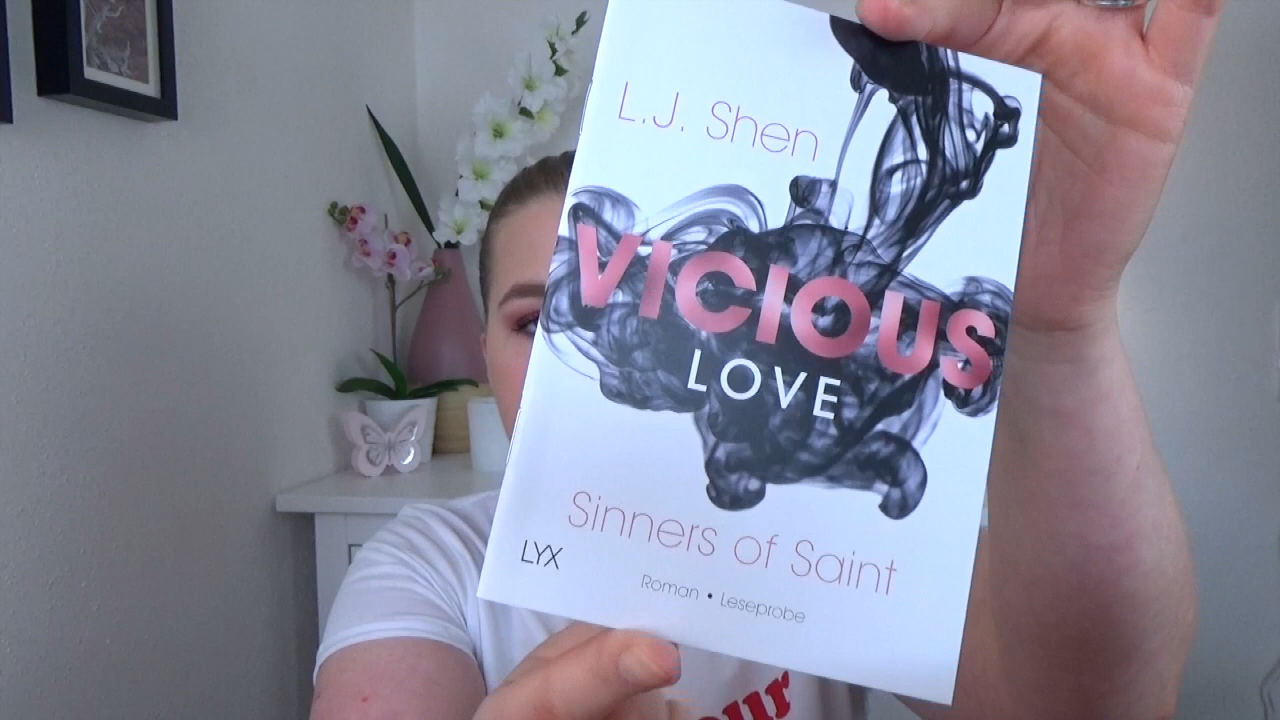 L.J. Shen
VICIOUS
LOVE
Sinners of Saint
LYX
Roman • Leseprobe